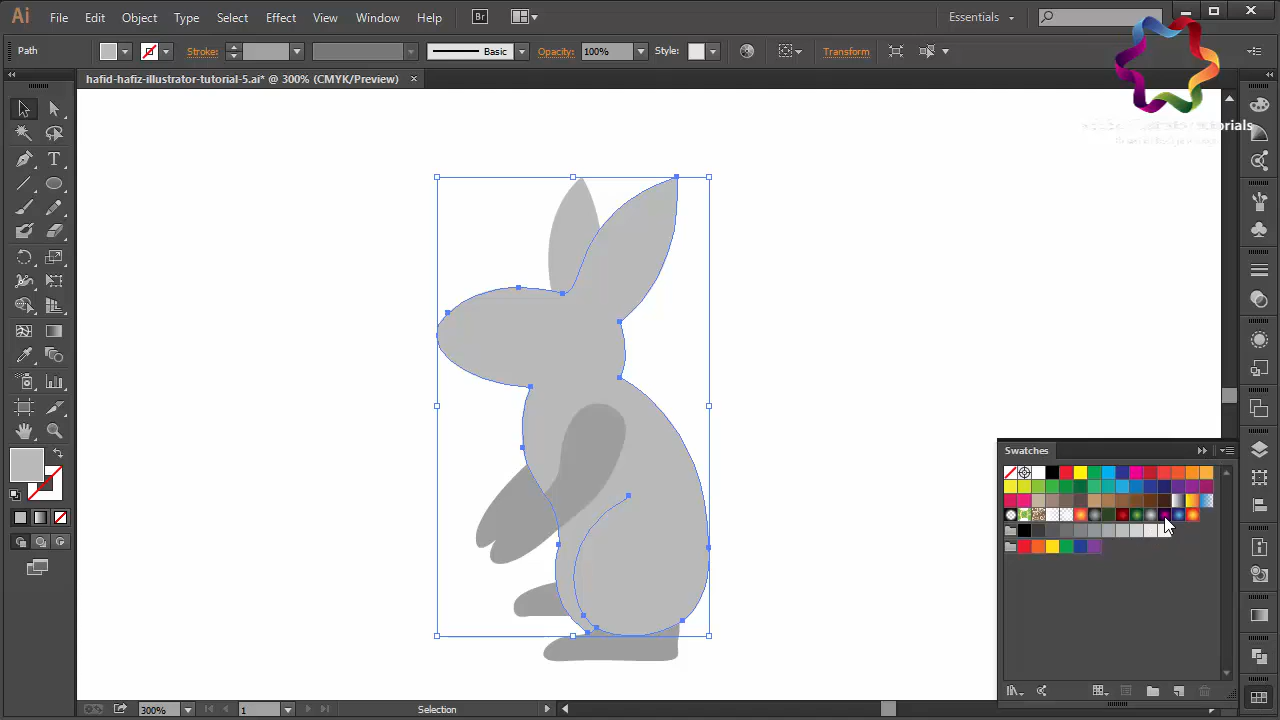 Ai File Edit Object Type Select Effect View Window Help Br Essentials
Path Stroke: Basic Opacity: 100% Style: Transform
hafid-hafiz-illustrator-tutorial-5.ai* @ 300% (CMYK/Preview) ×
tutorials
T
Swatches
300% 1 Selection